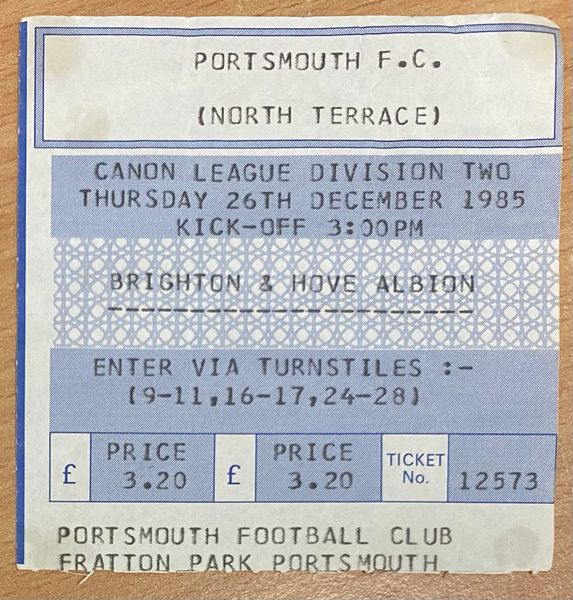 PORTSMOUTH F.C.
(NORTH TERRACE)
CANON LEAGUE DIVISION TWO
THURSDAY 26TH DECEMBER 1985
KICK-OFF 3:00PM
BRIGHTON & HOVE ALBION
-----------------------
ENTER VIA TURNSTILES :-
(9-11,16-17,24-28)
£ PRICE 3.20 £ PRICE 3.20 TICKET No. 12573
PORTSMOUTH FOOTBALL CLUB
FRATTON PARK PORTSMOUTH,